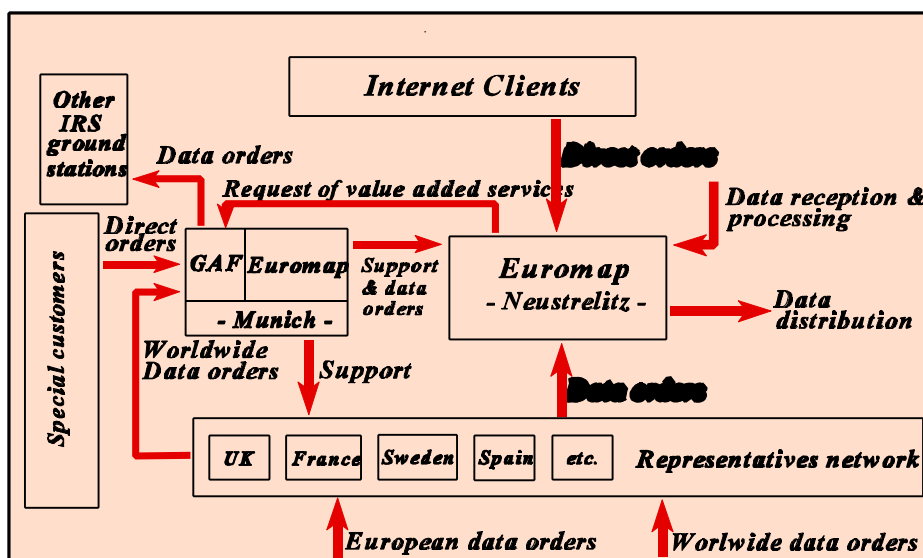 Internet Clients
Other
IRS
ground
stations
Data orders
Direct orders
Request of value added services
Data reception &
processing
Direct
orders
GAF
Euromap
- Munich -
Support
& data
orders
Euromap
- Neustrelitz -
Data
distribution
Special customers
Worldwide
Data orders
Support
Data orders
UK
France
Sweden
Spain
etc.
Representatives network
European data orders
Worlwide data orders